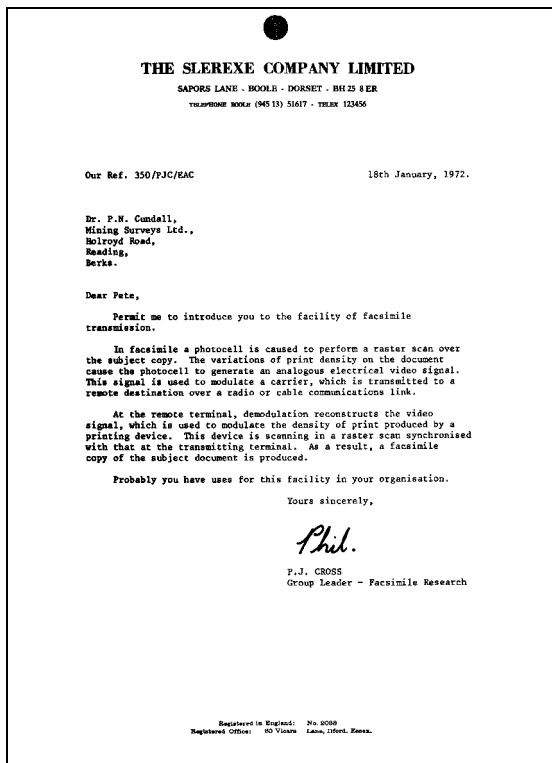 THE SLEREXE COMPANY LIMITED
SAPORS LANE - BOOLE - DORSET - BH 25 8 ER
TELEPHONE BOOLE (945 13) 51617 - TELEX 123456
Our Ref. 350/PJC/EAC 18th January, 1972.
Dr. P.N. Cundall,
Mining Surveys Ltd.,
Holroyd Road,
Reading,
Berks.
Dear Pete,
Permit me to introduce you to the facility of facsimile
transmission.
In facsimile a photocell is caused to perform a raster scan over
the subject copy. The variations of print density on the document
cause the photocell to generate an analogous electrical video signal.
This signal is used to modulate a carrier, which is transmitted to a
remote destination over a radio or cable communications link.
At the remote terminal, demodulation reconstructs the video
signal, which is used to modulate the density of print produced by a
printing device. This device is scanning in a raster scan synchronised
with that at the transmitting terminal. As a result, a facsimile
copy of the subject document is produced.
Probably you have uses for this facility in your organisation.
Yours sincerely,
Phil.
P.J. CROSS
Group Leader - Facsimile Research
Registered in England: No. 2038
Registered Office: 60 Vicars Lane, Ilford. Essex.